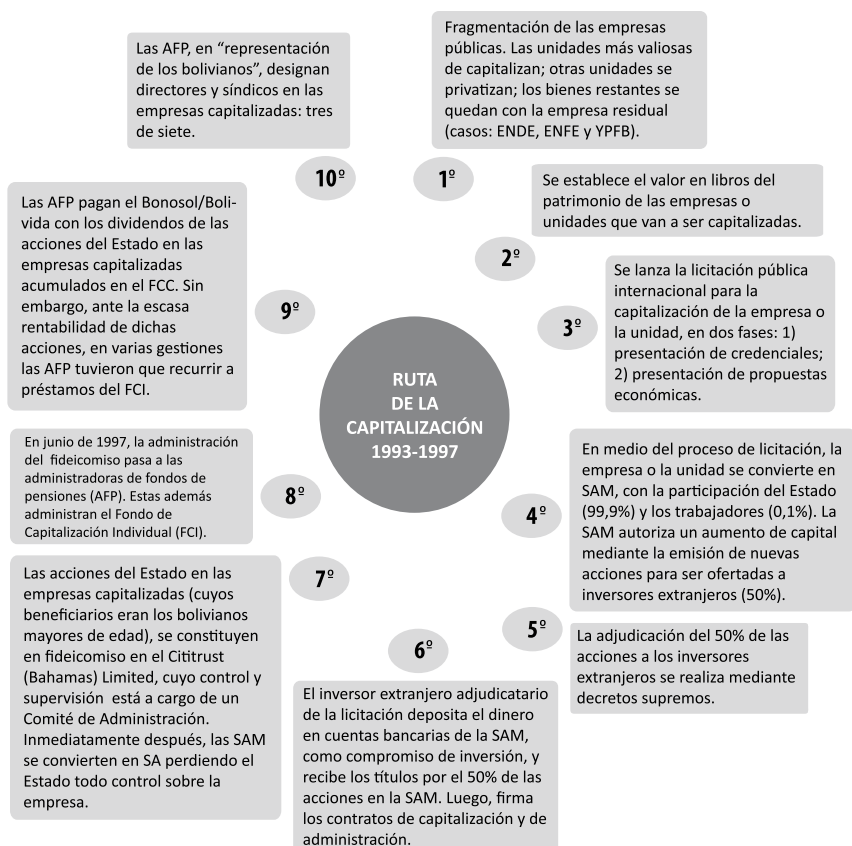 RUTA
DE LA
CAPITALIZACIÓN
1993-1997
1º
Fragmentación de las empresas
públicas. Las unidades más valiosas
de capitalizan; otras unidades se
privatizan; los bienes restantes se
quedan con la empresa residual
(casos: ENDE, ENFE y YPFB).
2º
Se establece el valor en libros del
patrimonio de las empresas o
unidades que van a ser capitalizadas.
3º
Se lanza la licitación pública
internacional para la
capitalización de la empresa o
la unidad, en dos fases: 1)
presentación de credenciales;
2) presentación de propuestas
económicas.
4º
En medio del proceso de licitación, la
empresa o la unidad se convierte en
SAM, con la participación del Estado
(99,9%) y los trabajadores (0,1%). La
SAM autoriza un aumento de capital
mediante la emisión de nuevas
acciones para ser ofertadas a
inversores extranjeros (50%).
5º
La adjudicación del 50% de las
acciones a los inversores
extranjeros se realiza mediante
decretos supremos.
6º
El inversor extranjero adjudicatario
de la licitación deposita el dinero
en cuentas bancarias de la SAM,
como compromiso de inversión, y
recibe los títulos por el 50% de las
acciones en la SAM. Luego, firma
los contratos de capitalización y de
administración.
7º
Las acciones del Estado en las
empresas capitalizadas (cuyos
beneficiarios eran los bolivianos
mayores de edad), se constituyen
en fideicomiso en el Cititrust
(Bahamas) Limited, cuyo control y
supervisión está a cargo de un
Comité de Administración.
Inmediatamente después, las SAM
se convierten en SA perdiendo el
Estado todo control sobre la
empresa.
8º
En junio de 1997, la administración
del fideicomiso pasa a las
administradoras de fondos de
pensiones (AFP). Estas además
administran el Fondo de
Capitalización Individual (FCI).
9º
Las AFP pagan el Bonosol/Boli-
vida con los dividendos de las
acciones del Estado en las
empresas capitalizadas
acumulados en el FCC. Sin
embargo, ante la escasa
rentabilidad de dichas
acciones, en varias gestiones
las AFP tuvieron que recurrir a
préstamos del FCI.
10º
Las AFP, en “representación
de los bolivianos”, designan
directores y síndicos en las
empresas capitalizadas: tres
de siete.